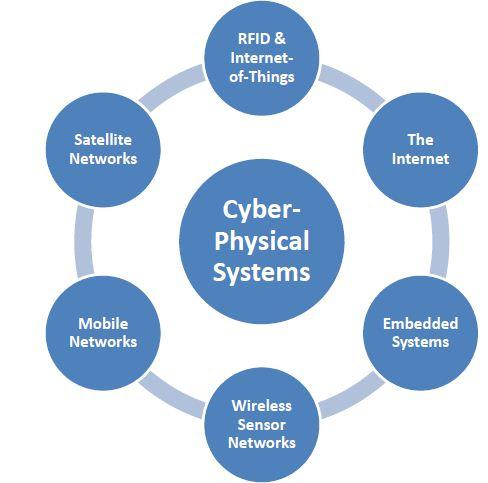 RFID &
Internet-
of-Things
Satellite
Networks
The
Internet
Cyber-
Physical
Systems
Mobile
Networks
Embedded
Systems
Wireless
Sensor
Networks